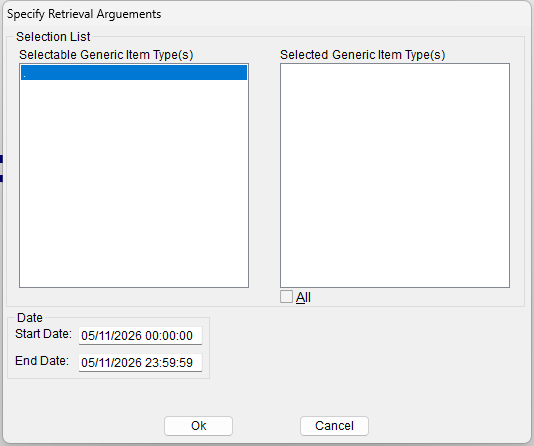 Specify Retrieval Arguements
Selection List
Selectable Generic Item Type(s)
Selected Generic Item Type(s)
.
All
Date
Start Date: 05/11/2026 00:00:00
End Date: 05/11/2026 23:59:59
Ok
Cancel